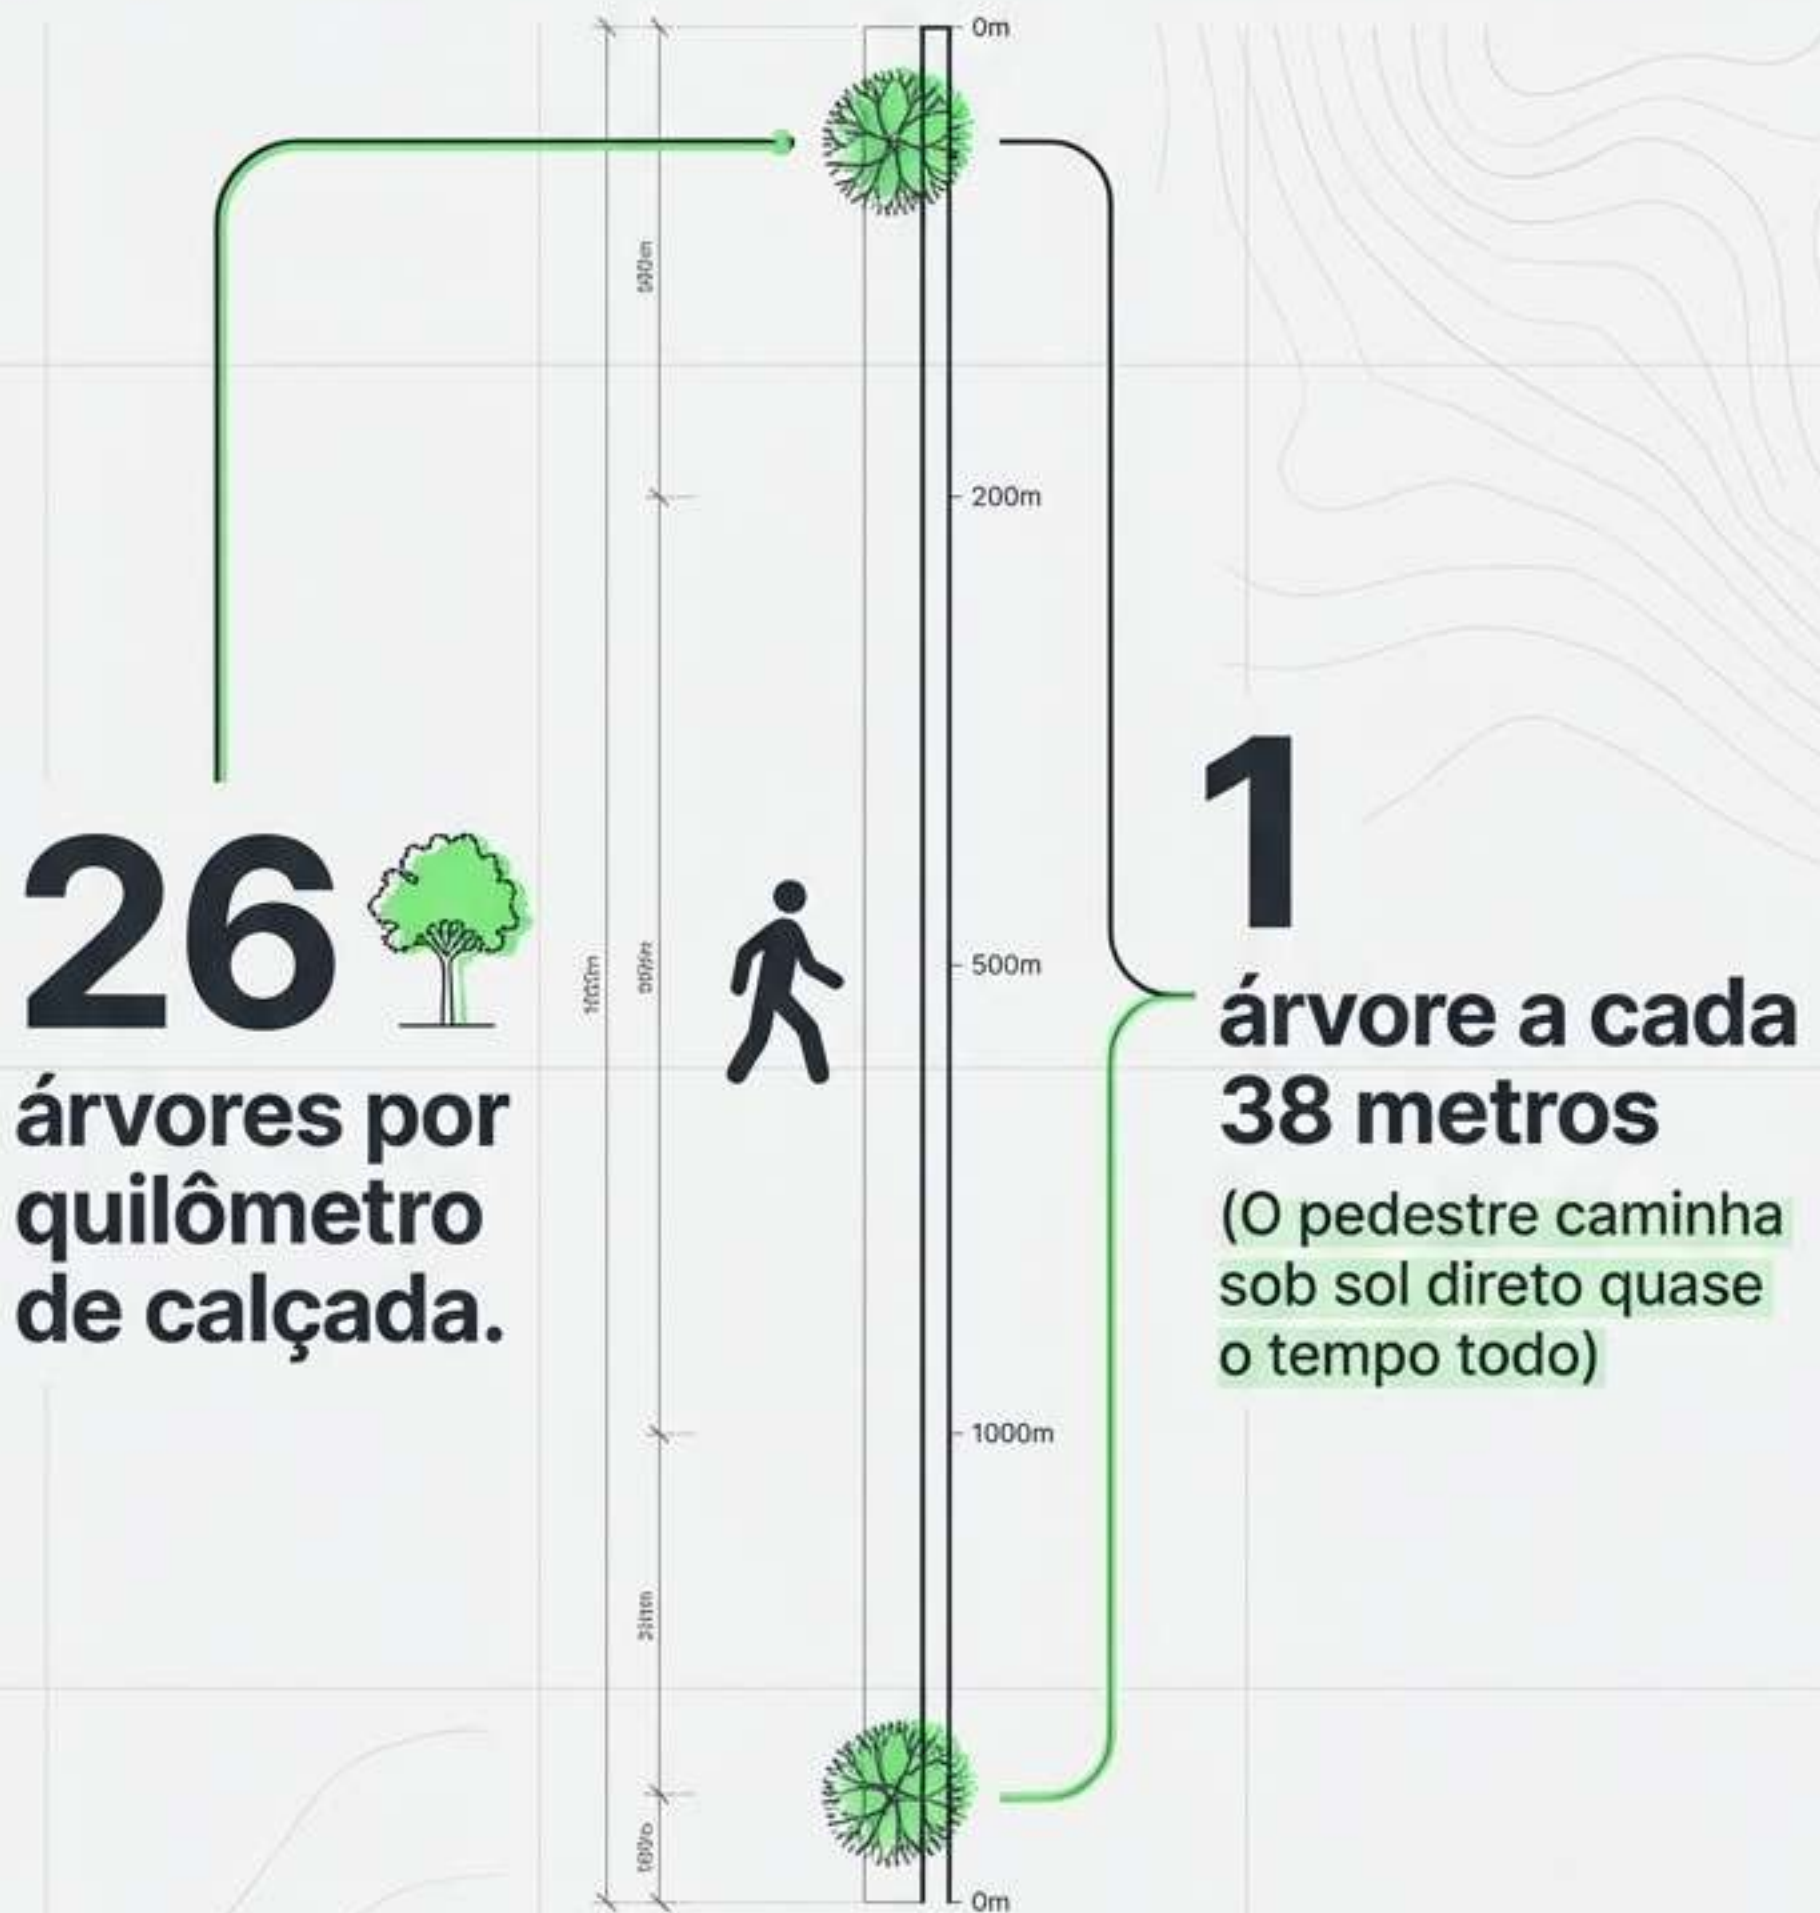 0m
200m
26
árvores por
quilômetro
de calçada.
500m
1
árvore a cada
38 metros
(O pedestre caminha
sob sol direto quase
o tempo todo)
1000m
0m